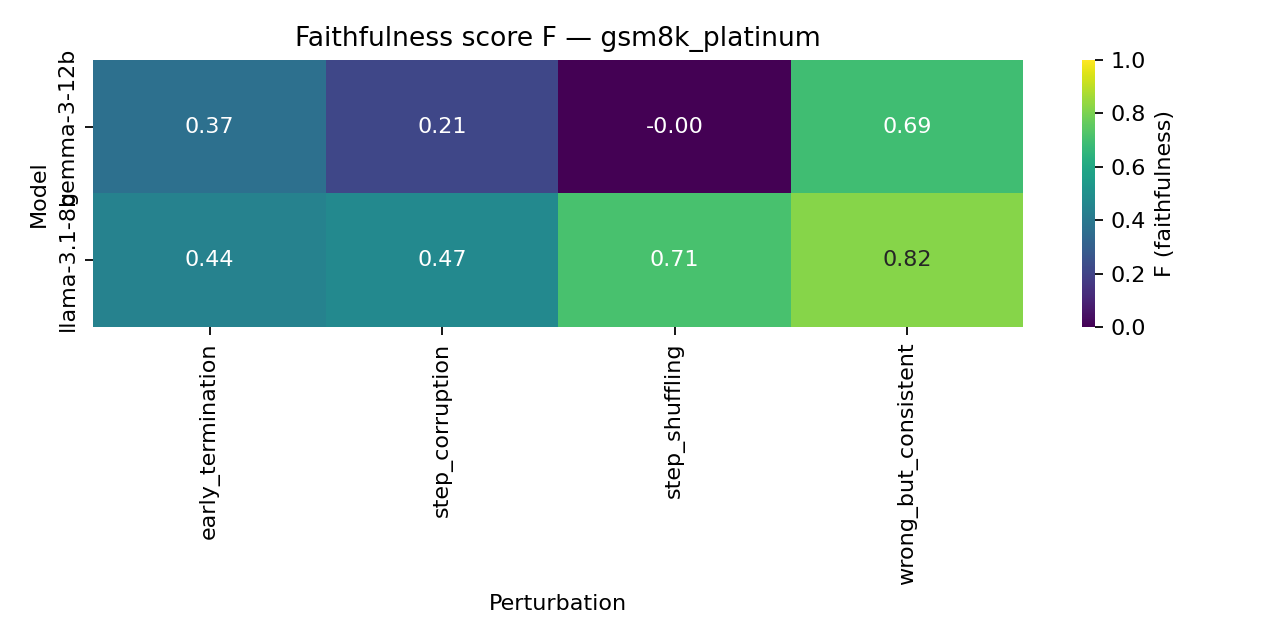 Faithfulness score F — gsm8k_platinum
Model
gemma-3-12b
llama-3.1-8b
0.37 0.21 -0.00 0.69
0.44 0.47 0.71 0.82
early_termination
step_corruption
step_shuffling
wrong_but_consistent
Perturbation
1.0
0.8
0.6
0.4
0.2
0.0
F (faithfulness)